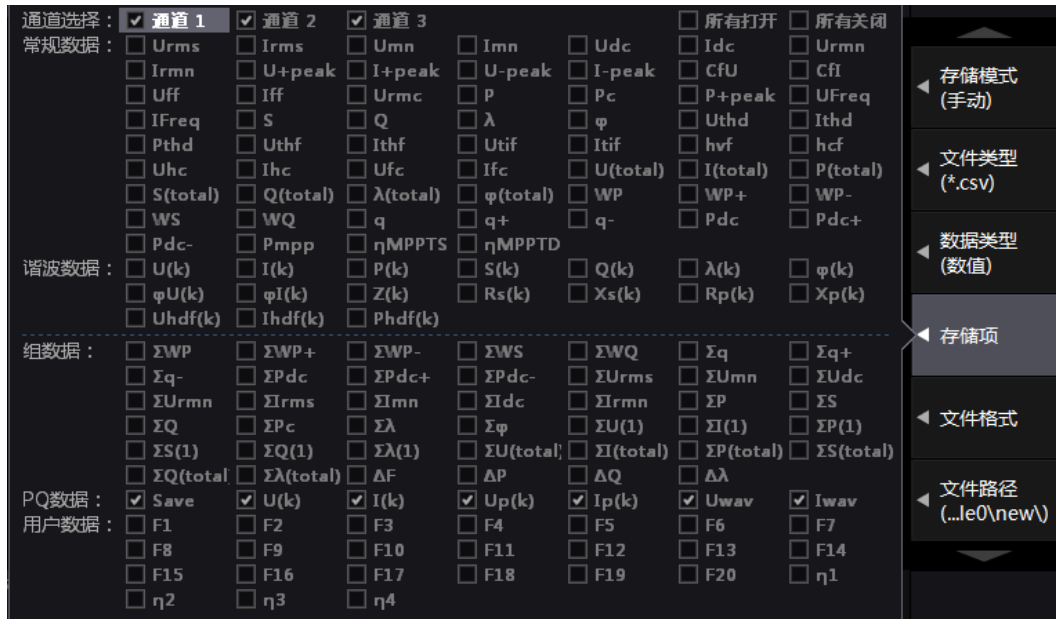 通道选择： 通道 1 通道 2 通道 3 所有打开 所有关闭
常规数据： Urms Irms Umn Imn Udc Idc Urmn
Irmn U+peak I+peak U-peak I-peak CfU CfI
Uff Iff Urmc P Pc P+peak UFreq
IFreq S Q λ φ Uthd Ithd
Pthd Uthf Ithf Utif Itif hvf hcf
Uhc Ihc Ufc Ifc U(total) I(total) P(total)
S(total) Q(total) λ(total) φ(total) WP WP+ WP-
WS WQ q q+ q- Pdc Pdc+
Pdc- Pmpp ηMPPTS ηMPPTD
谐波数据： U(k) I(k) P(k) S(k) Q(k) λ(k) φ(k)
φU(k) φI(k) Z(k) Rs(k) Xs(k) Rp(k) Xp(k)
Uhdf(k) Ihdf(k) Phdf(k)
组数据： ΣWP ΣWP+ ΣWP- ΣWS ΣWQ Σq Σq+
Σq- ΣPdc ΣPdc+ ΣPdc- ΣUrms ΣUmn ΣUdc
ΣUrmn ΣIrms ΣImn ΣIdc ΣIrmn ΣP ΣS
ΣQ ΣPc Σλ Σφ ΣU(1) ΣI(1) ΣP(1)
ΣS(1) ΣQ(1) Σλ(1) ΣU(total) ΣI(total) ΣP(total) ΣS(total)
ΣQ(total Σλ(total) ΔF ΔP ΔQ Δλ
PQ数据： Save U(k) I(k) Up(k) Ip(k) Uwav Iwav
用户数据： F1 F2 F3 F4 F5 F6 F7
F8 F9 F10 F11 F12 F13 F14
F15 F16 F17 F18 F19 F20 η1
η2 η3 η4
存储模式
(手动)
文件类型
(*.csv)
数据类型
(数值)
存储项
文件格式
文件路径
(...le0\new\)